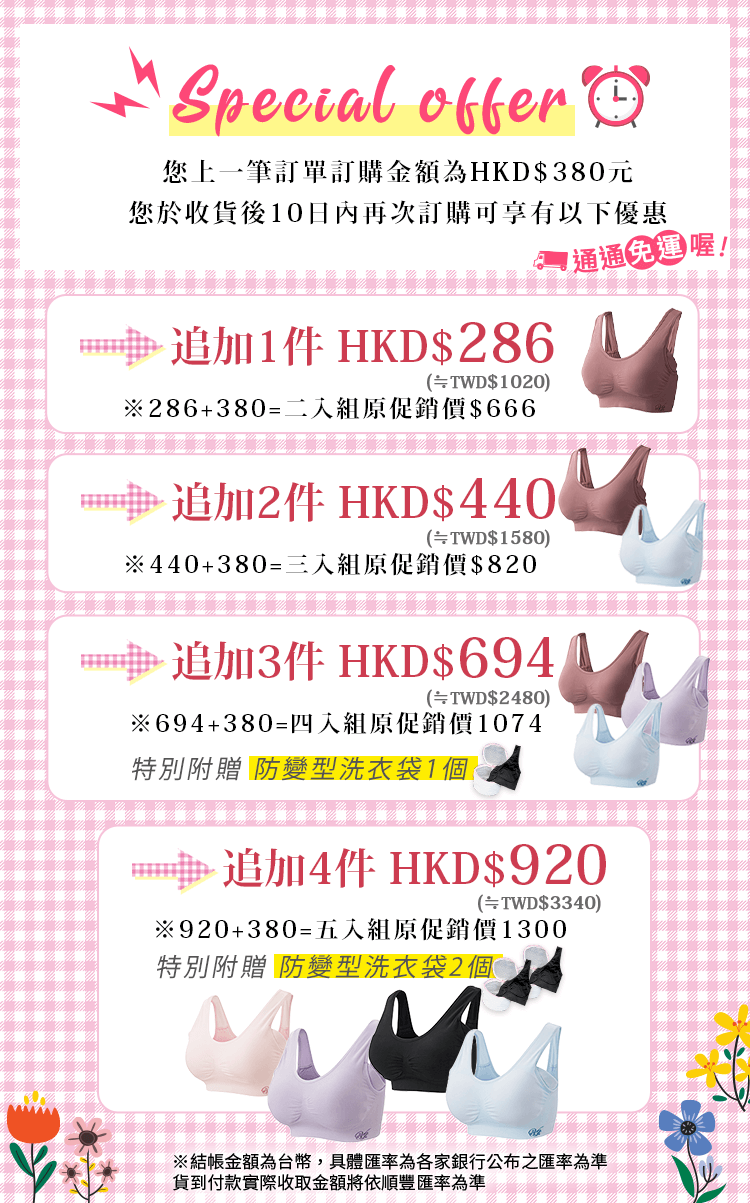 Special offer
您上一筆訂單訂購金額為HKD$380元
您於收貨後10日內再次訂購可享有以下優惠
通通免運喔!
追加1件 HKD$286
(≒TWD$1020)
※286+380=二入組原促銷價$666
追加2件 HKD$440
(≒TWD$1580)
※440+380=三入組原促銷價$820
追加3件 HKD$694
(≒TWD$2480)
※694+380=四入組原促銷價1074
特別附贈 防變型洗衣袋1個
追加4件 HKD$920
(≒TWD$3340)
※920+380=五入組原促銷價1300
特別附贈 防變型洗衣袋2個
※結帳金額為台幣，具體匯率為各家銀行公布之匯率為準
貨到付款實際收取金額將依順豐匯率為準